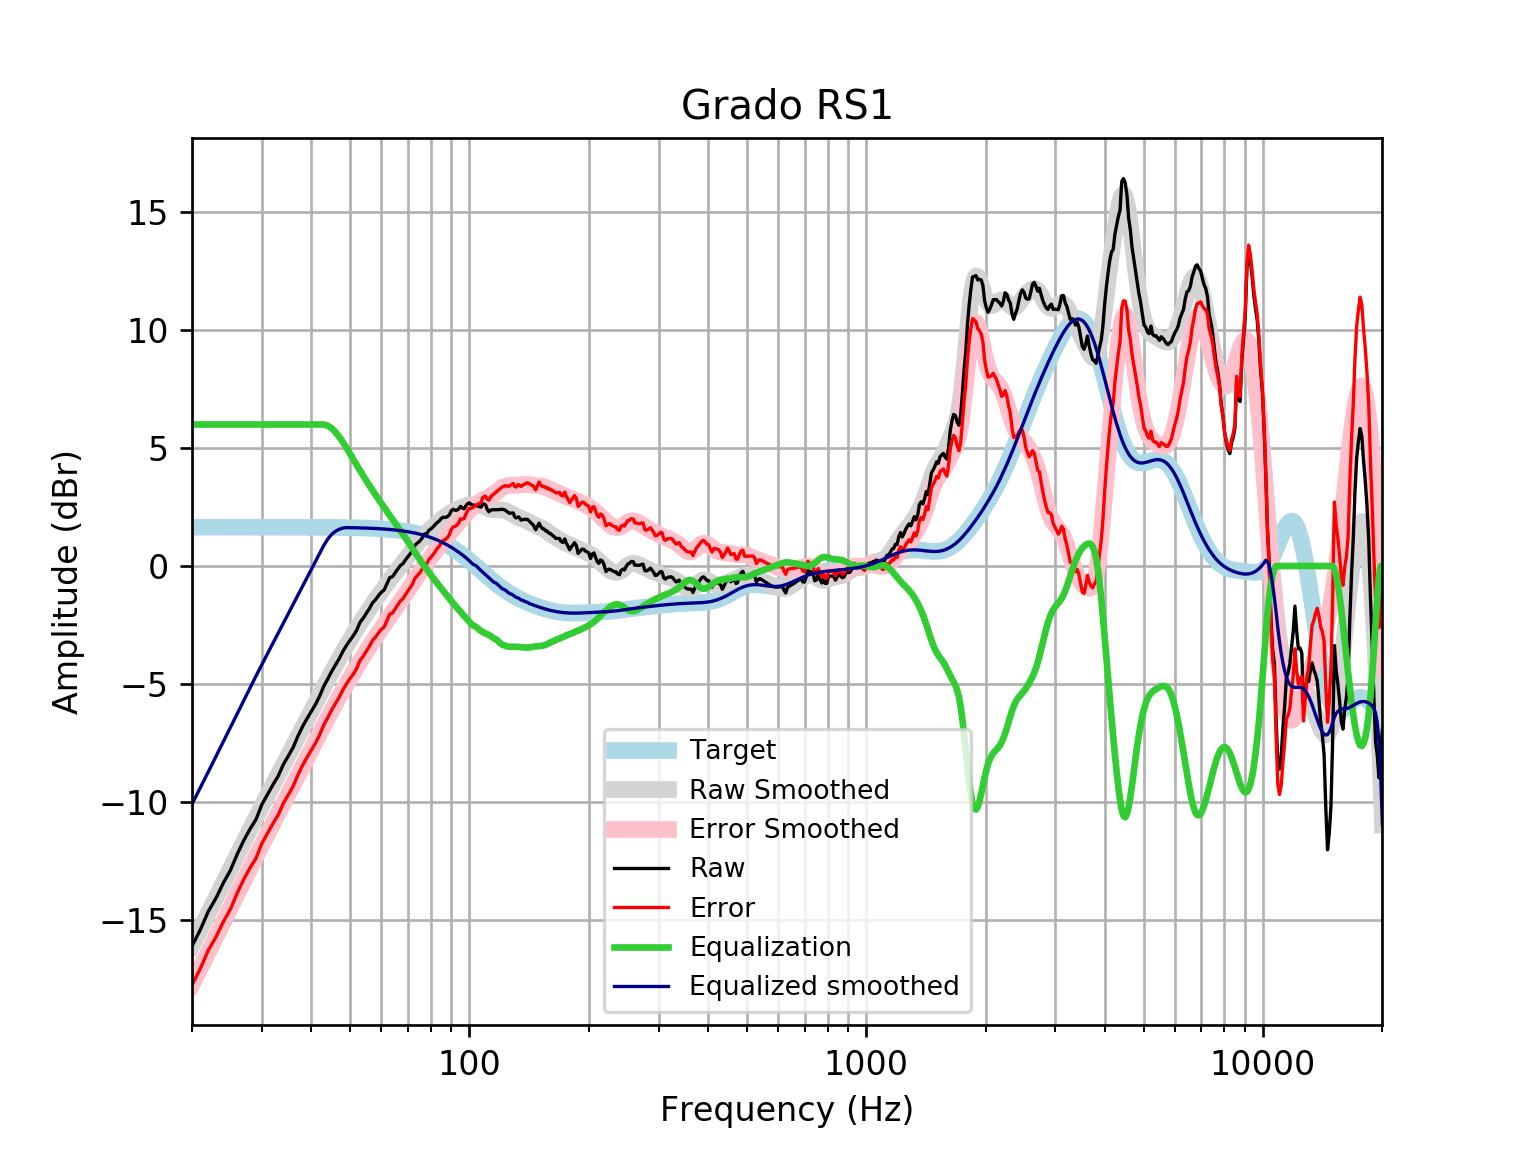 Grado RS1
15
10
5
0
−5
−10
−15
Amplitude (dBr)
Target
Raw Smoothed
Error Smoothed
Raw
Error
Equalization
Equalized smoothed
100
1000
10000
Frequency (Hz)